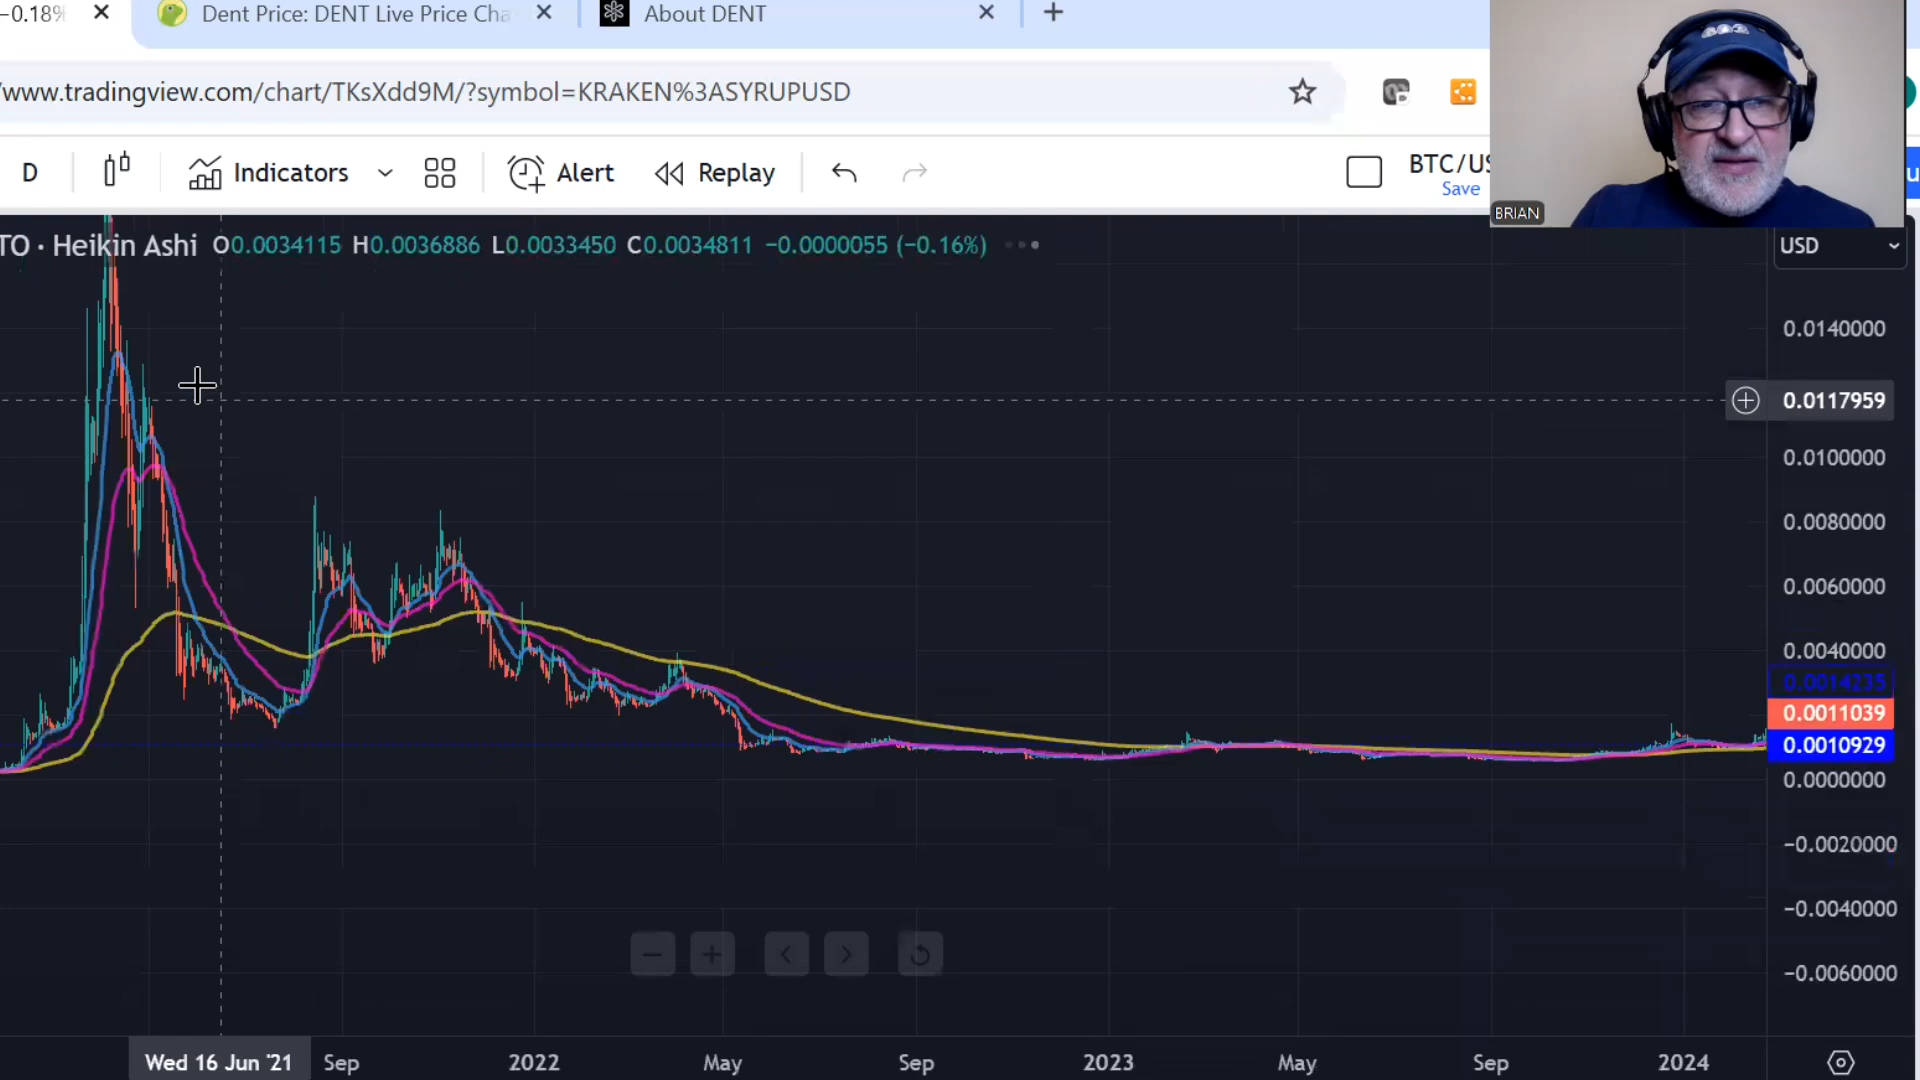 -0.18%
Dent Price: DENT Live Price Cha
About DENT
/www.tradingview.com/chart/TKsXdd9M/?symbol=KRAKEN%3ASYRUPUSD
D
Indicators
Alert
Replay
BTC/US
Save
BRIAN
TO · Heikin Ashi O0.0034115 H0.0036886 L0.0033450 C0.0034811 −0.0000055 (−0.16%)
USD
0.0140000
0.0117959
0.0100000
0.0080000
0.0060000
0.0040000
0.0014235
0.0011039
0.0010929
0.0000000
−0.0020000
−0.0040000
−0.0060000
Wed 16 Jun '21 Sep 2022 May Sep 2023 May Sep 2024